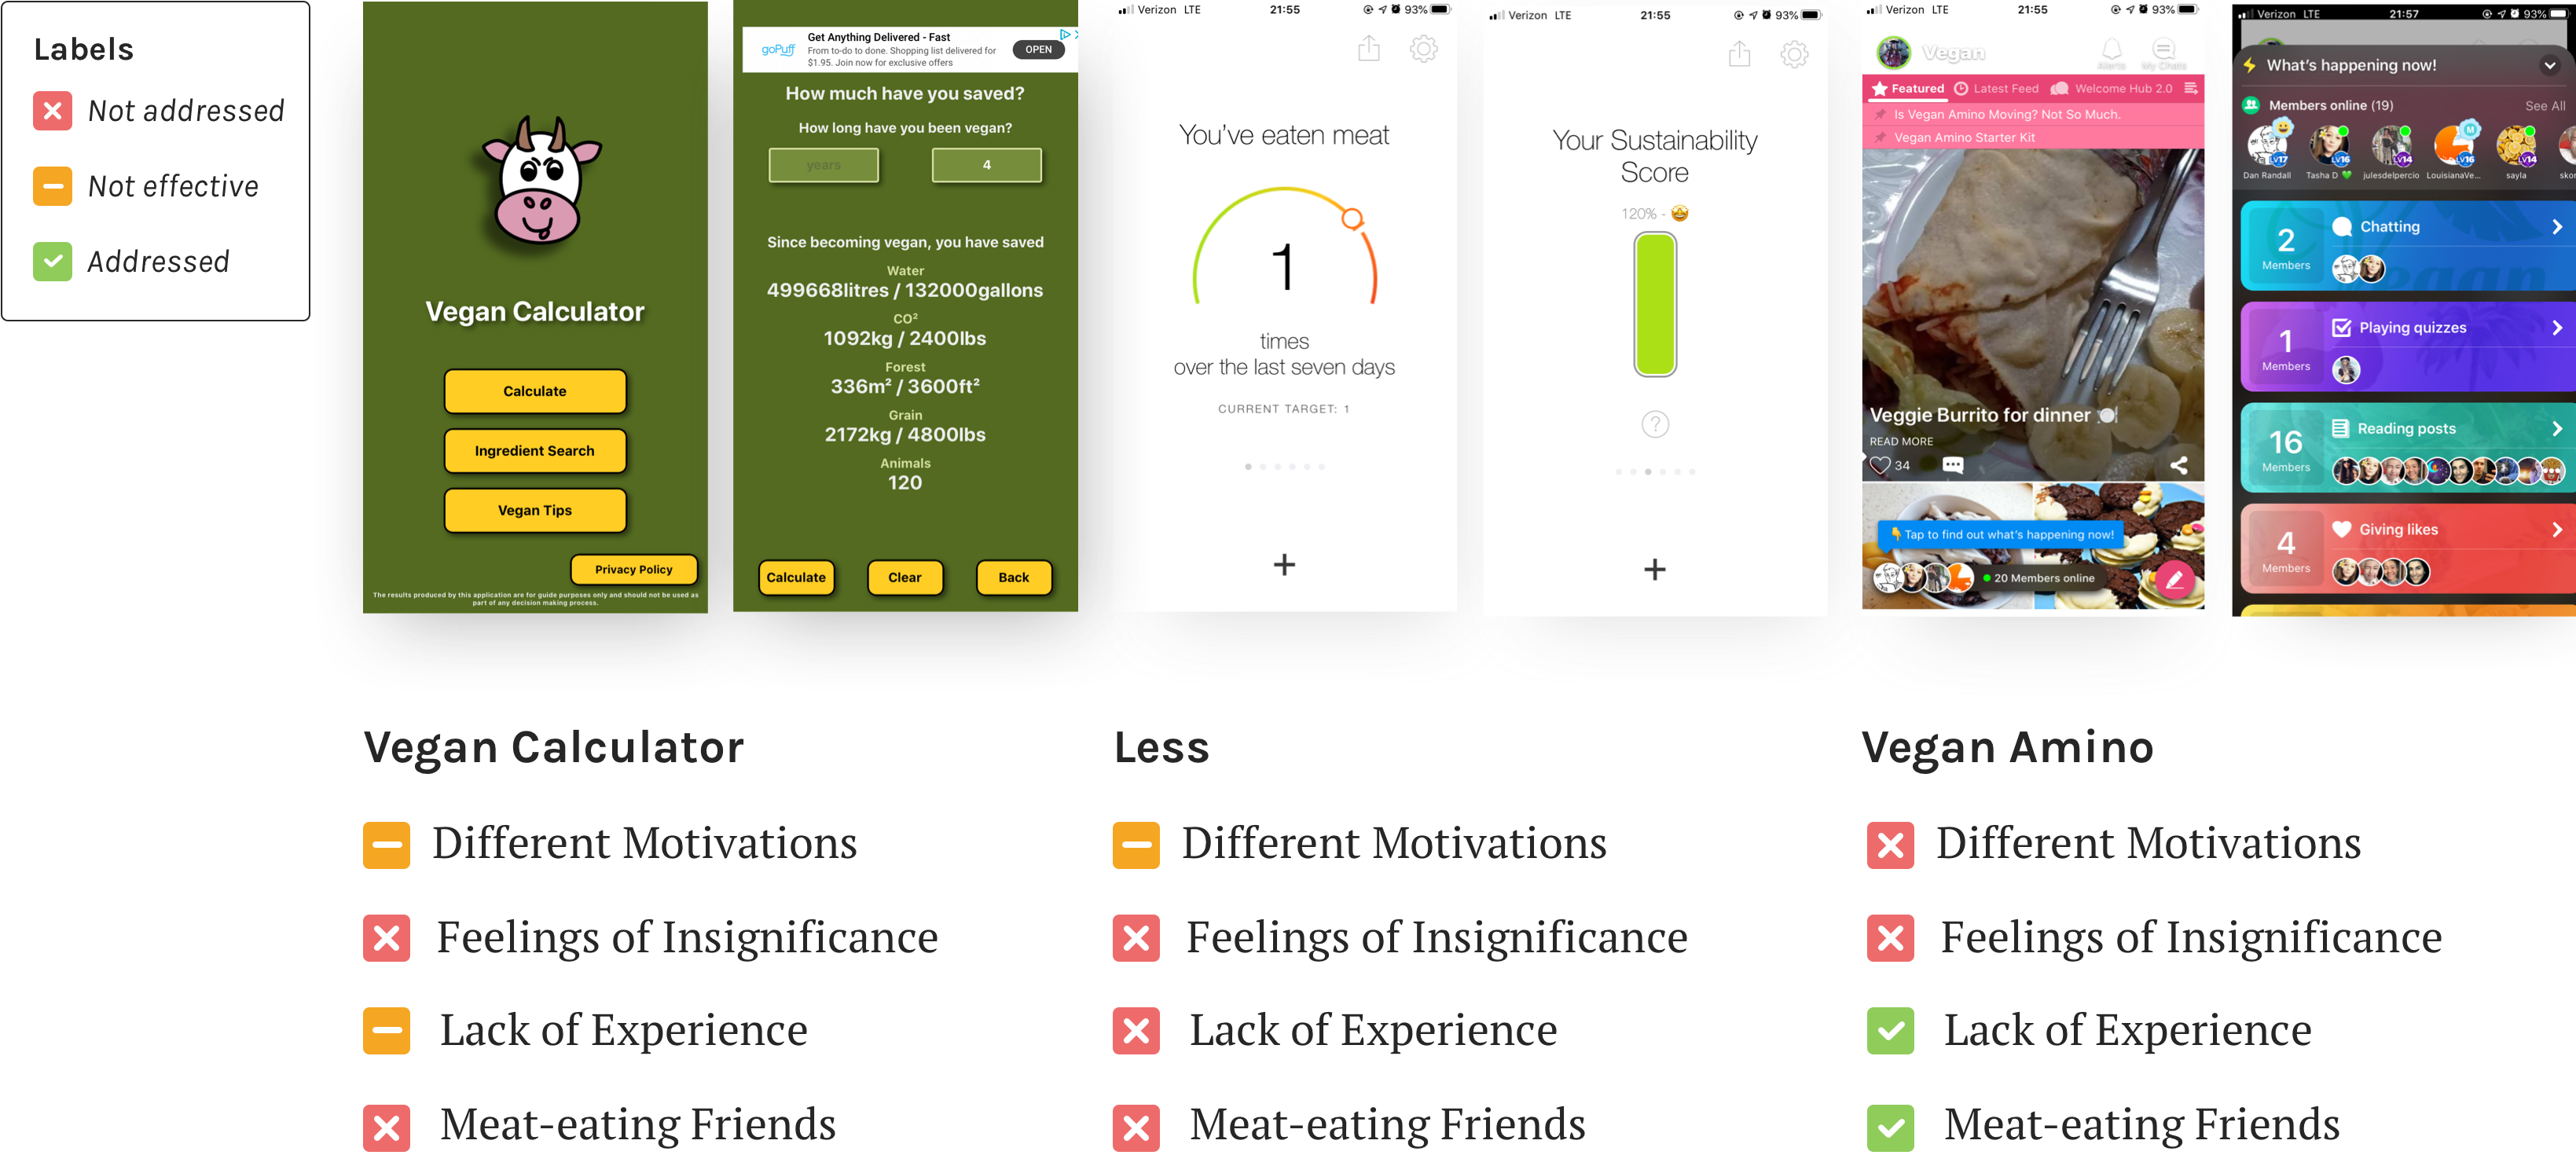 Labels
Not addressed
Not effective
Addressed
Vegan Calculator
Calculate
Ingredient Search
Vegan Tips
Privacy Policy
The results produced by this application are for guide purposes only and should not be used as
part of any decision making process.
goPuff
Get Anything Delivered - Fast
From to-do to done. Shopping list delivered for
$1.95. Join now for exclusive offers
OPEN
How much have you saved?
How long have you been vegan?
years
4
Since becoming vegan, you have saved
Water
499668litres / 132000gallons
CO²
1092kg / 2400lbs
Forest
336m² / 3600ft²
Grain
2172kg / 4800lbs
Animals
120
Calculate
Clear
Back
Verizon LTE
21:55
93%
You've eaten meat
1
times
over the last seven days
CURRENT TARGET: 1
+
Verizon LTE
21:55
93%
Your Sustainability
Score
120% - 🤩
?
+
Verizon LTE
21:55
93%
Vegan
Alerts
My Chats
Featured
Latest Feed
Welcome Hub 2.0
Is Vegan Amino Moving? Not So Much.
Vegan Amino Starter Kit
Veggie Burrito for dinner 🍽
READ MORE
34
👇 Tap to find out what's happening now!
20 Members online
Verizon LTE
21:57
93%
What's happening now!
Members online (19)
See All
LV17
LV16
LV14
M
LV16
LV14
Dan Randall
Tasha D 💚
julesdelpercio
LouisianaVe...
sayla
skor
2
Members
Chatting
1
Members
Playing quizzes
16
Members
Reading posts
4
Members
Giving likes
Vegan Calculator
Different Motivations
Feelings of Insignificance
Lack of Experience
Meat-eating Friends
Less
Different Motivations
Feelings of Insignificance
Lack of Experience
Meat-eating Friends
Vegan Amino
Different Motivations
Feelings of Insignificance
Lack of Experience
Meat-eating Friends